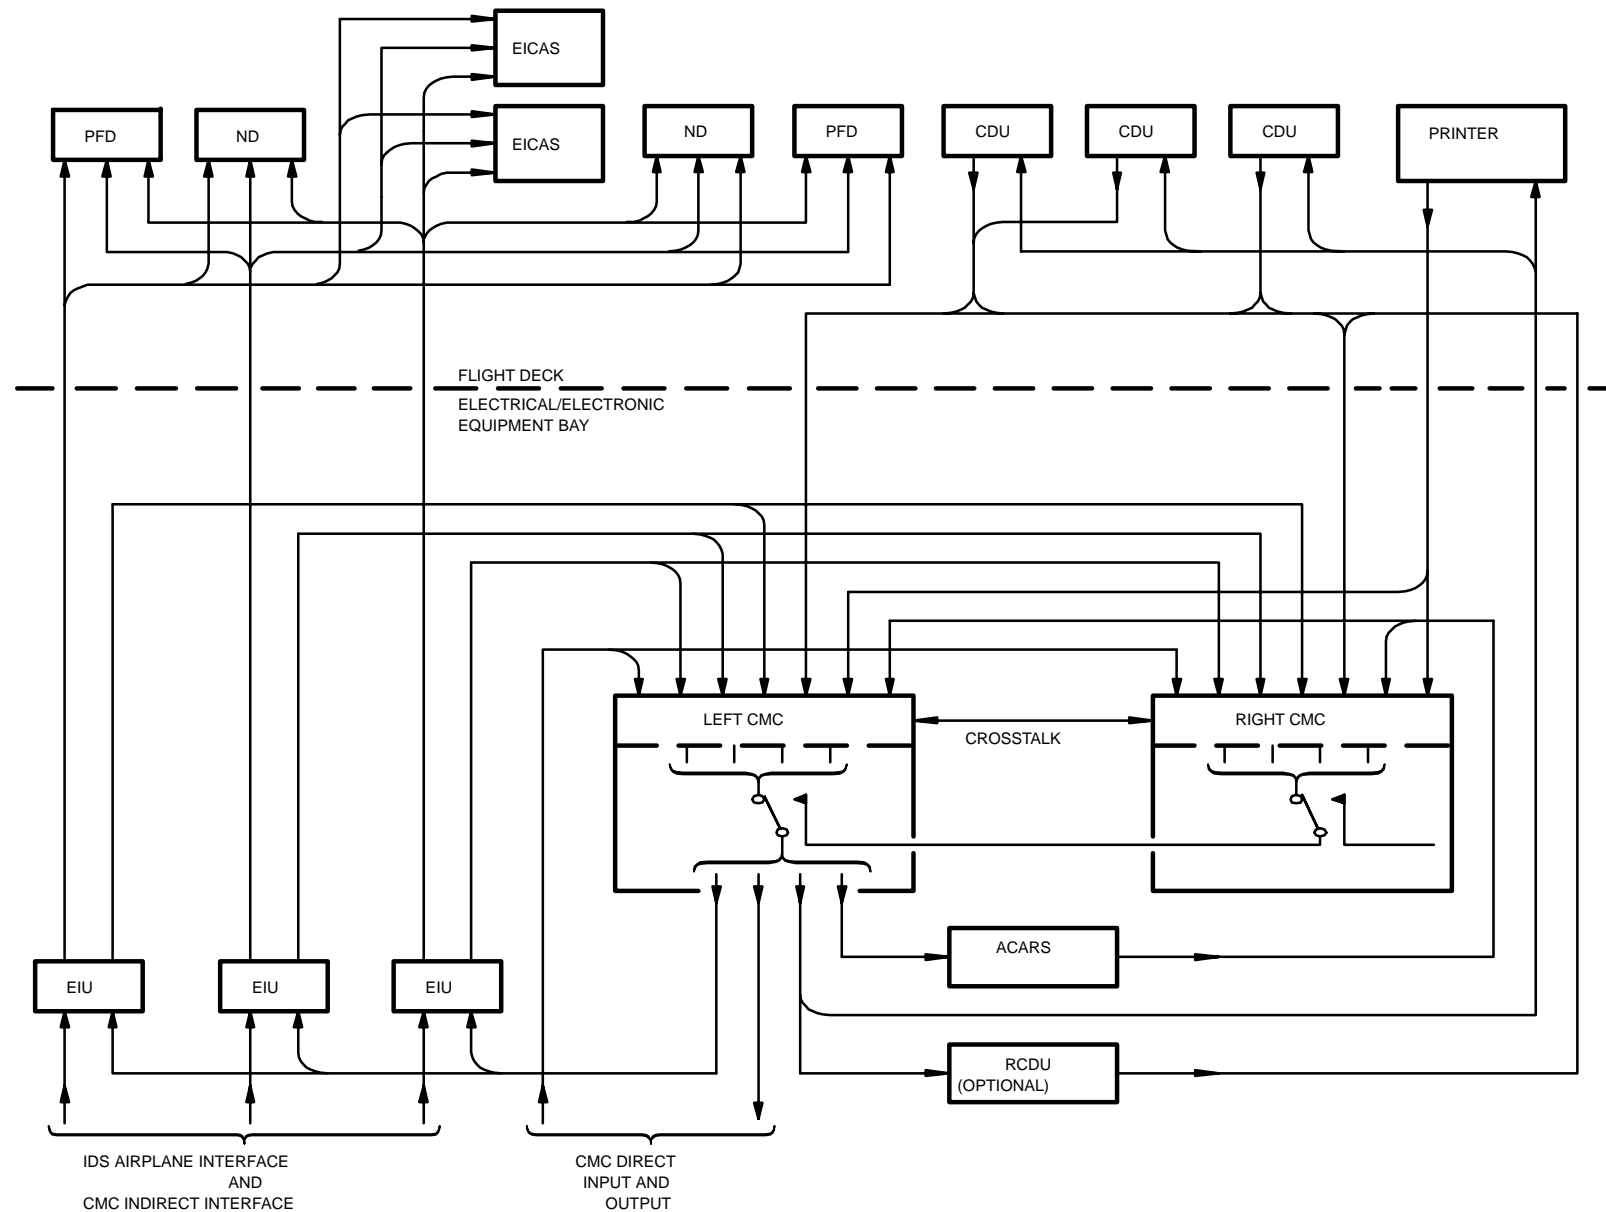 EICAS
EICAS
PFD
ND
ND
PFD
CDU
CDU
CDU
PRINTER
FLIGHT DECK
ELECTRICAL/ELECTRONIC
EQUIPMENT BAY
LEFT CMC
CROSSTALK
RIGHT CMC
ACARS
EIU
EIU
EIU
RCDU
(OPTIONAL)
IDS AIRPLANE INTERFACE
AND
CMC INDIRECT INTERFACE
CMC DIRECT
INPUT AND
OUTPUT